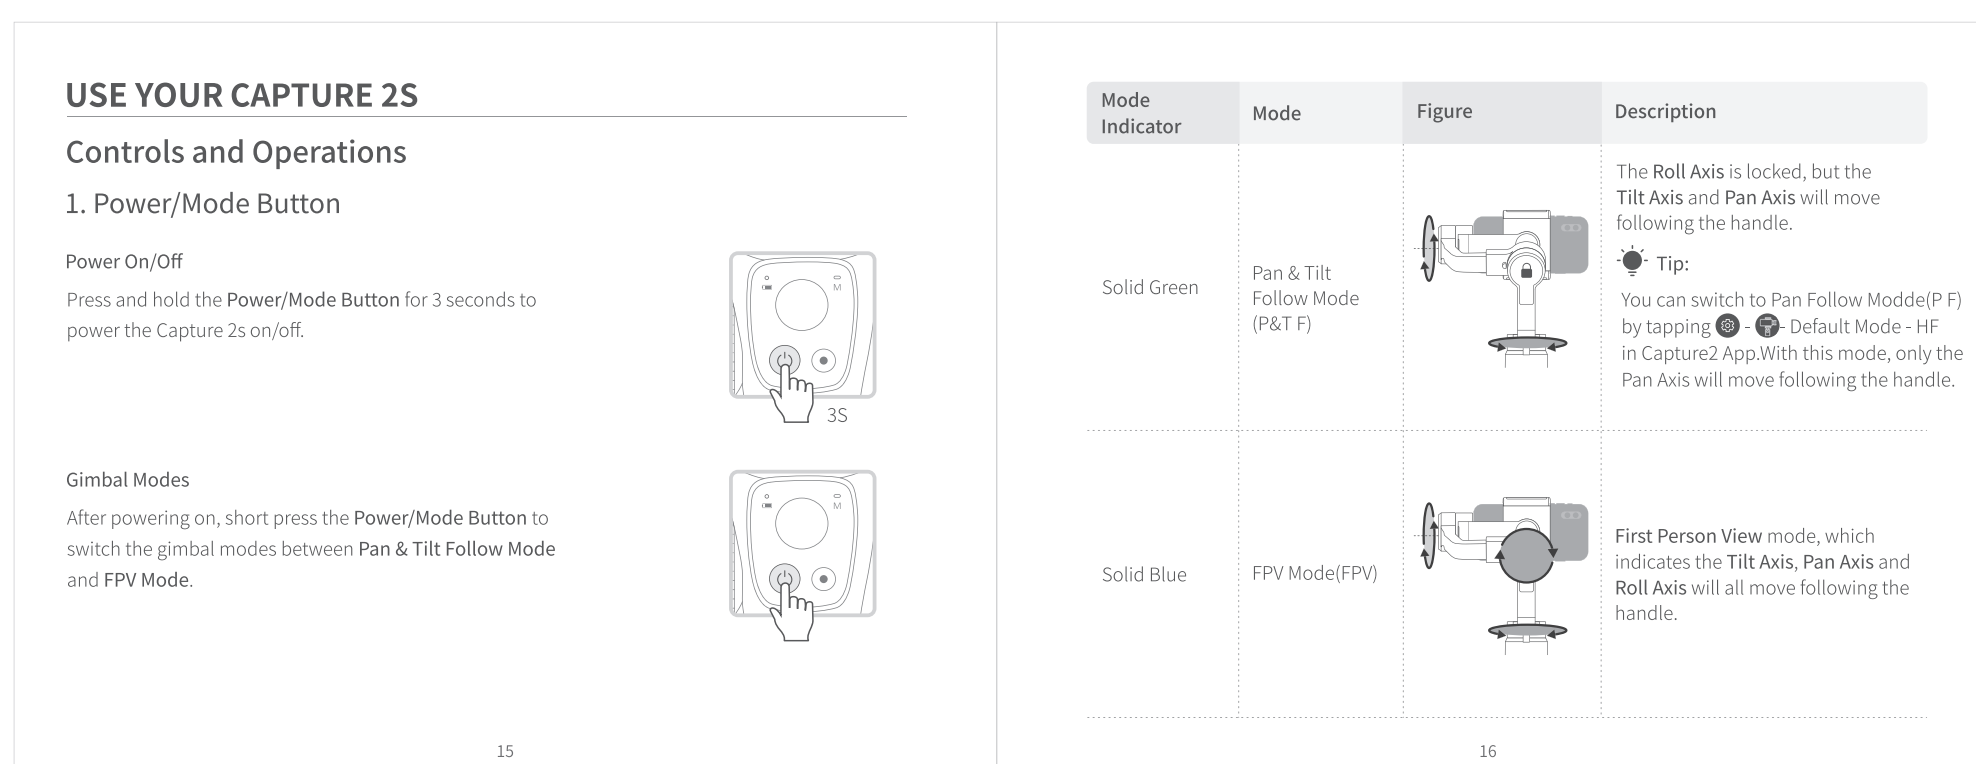 USE YOUR CAPTURE 2S
Controls and Operations
1. Power/Mode Button
Power On/Off
Press and hold the Power/Mode Button for 3 seconds to
power the Capture 2s on/off.
M
3S
Gimbal Modes
After powering on, short press the Power/Mode Button to
switch the gimbal modes between Pan & Tilt Follow Mode
and FPV Mode.
M
15
Mode
Indicator
Mode
Figure
Description
Solid Green
Pan & Tilt
Follow Mode
(P&T F)
The Roll Axis is locked, but the
Tilt Axis and Pan Axis will move
following the handle.
Tip:
You can switch to Pan Follow Modde(P F)
by tapping - - Default Mode - HF
in Capture2 App.With this mode, only the
Pan Axis will move following the handle.
Solid Blue
FPV Mode(FPV)
First Person View mode, which
indicates the Tilt Axis, Pan Axis and
Roll Axis will all move following the
handle.
16